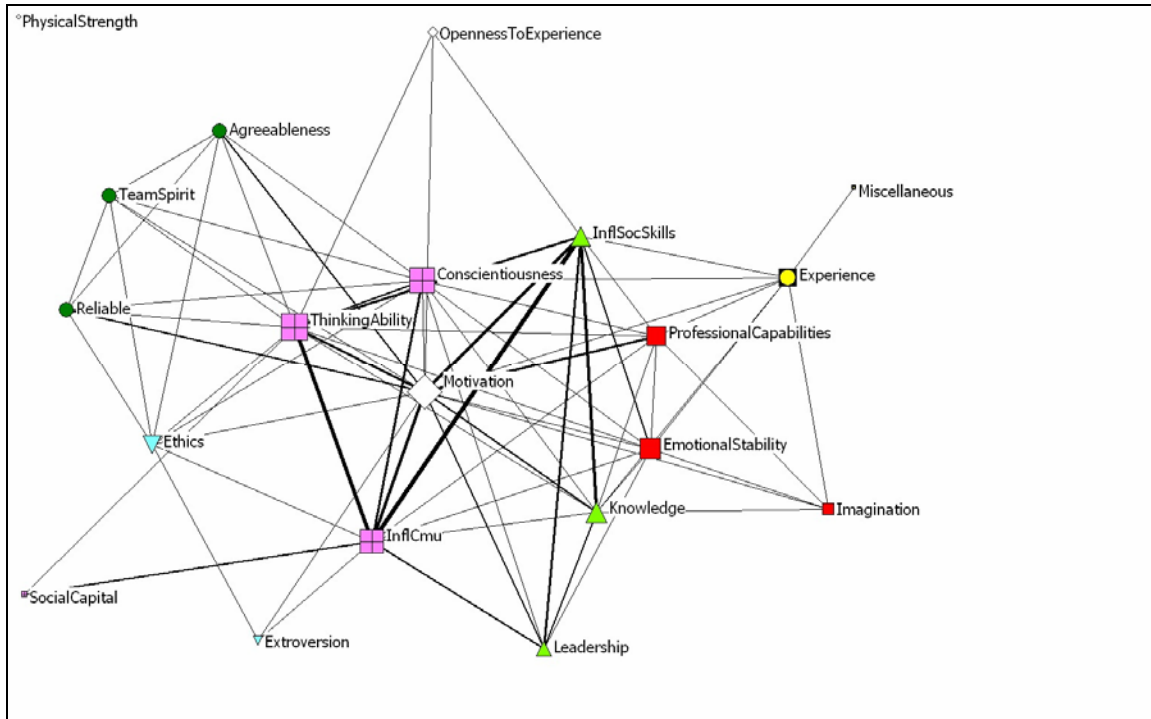 PhysicalStrength
OpennessToExperience
Agreeableness
TeamSpirit
Miscellaneous
InflSocSkills
Conscientiousness
Experience
Reliable
ThinkingAbility
ProfessionalCapabilities
Motivation
Ethics
EmotionalStability
Knowledge
Imagination
InflCmu
SocialCapital
Extroversion
Leadership